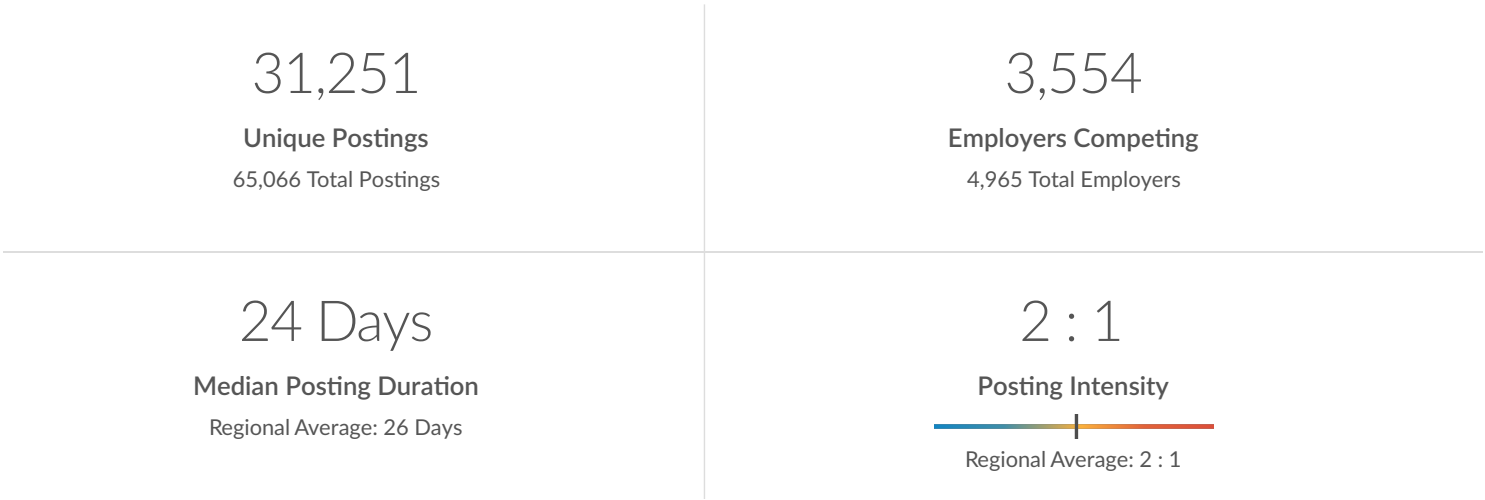 31,251
Unique Postings
65,066 Total Postings
3,554
Employers Competing
4,965 Total Employers
24 Days
Median Posting Duration
Regional Average: 26 Days
2 : 1
Posting Intensity
Regional Average: 2 : 1